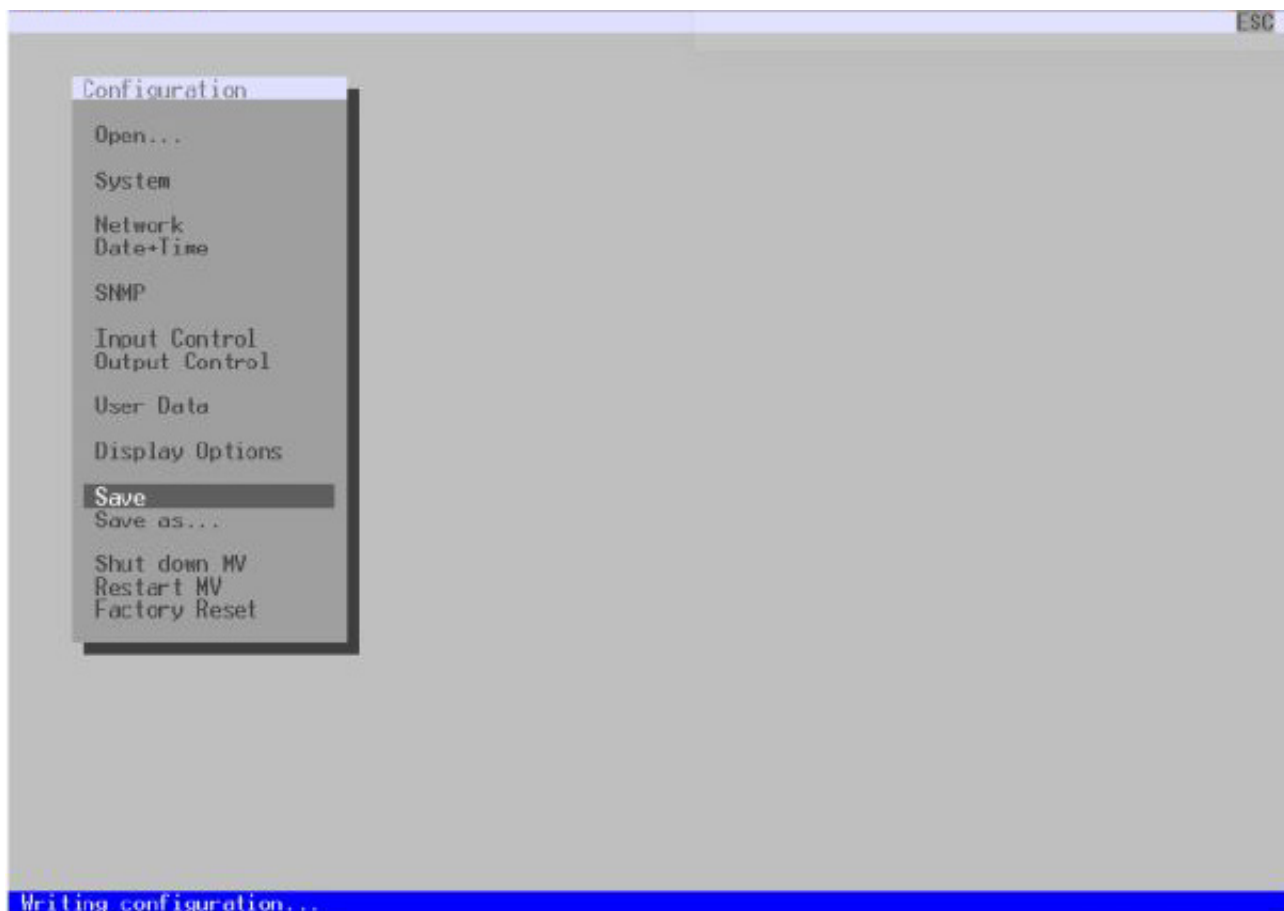 ESC
Configuration
Open...
System
Network
Date+Time
SNMP
Input Control
Output Control
User Data
Display Options
Save
Save as...
Shut down MV
Restart MV
Factory Reset
Writing configuration...